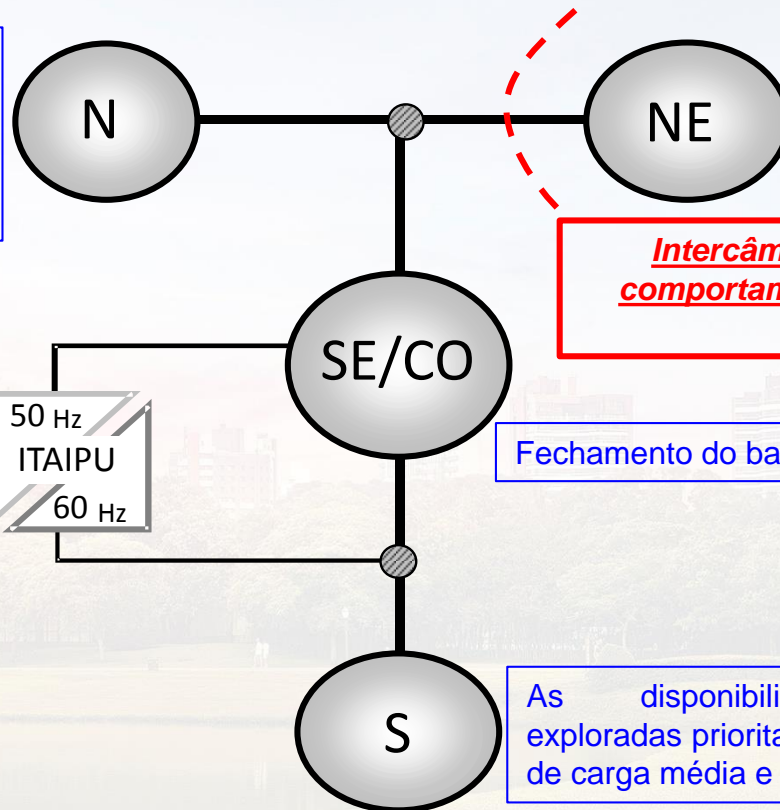 N
NE
Intercâm
comportam
SE/CO
50 Hz
ITAIPU
60 Hz
Fechamento do ba
S
As disponibili
exploradas priorita
de carga média e